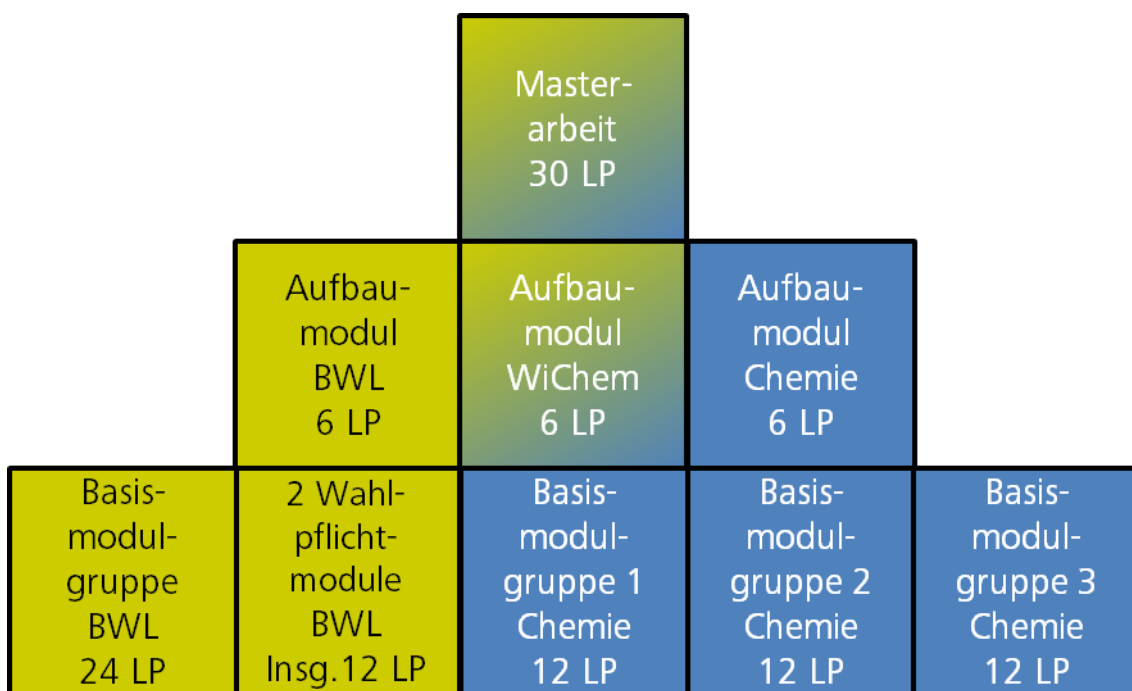 Master-
arbeit
30 LP
Aufbau-
modul
BWL
6 LP
Aufbau-
modul
WiChem
6 LP
Aufbau-
modul
Chemie
6 LP
Basis-
modul-
gruppe
BWL
24 LP
2 Wahl-
pflicht-
module
BWL
Insg.12 LP
Basis-
modul-
gruppe 1
Chemie
12 LP
Basis-
modul-
gruppe 2
Chemie
12 LP
Basis-
modul-
gruppe 3
Chemie
12 LP